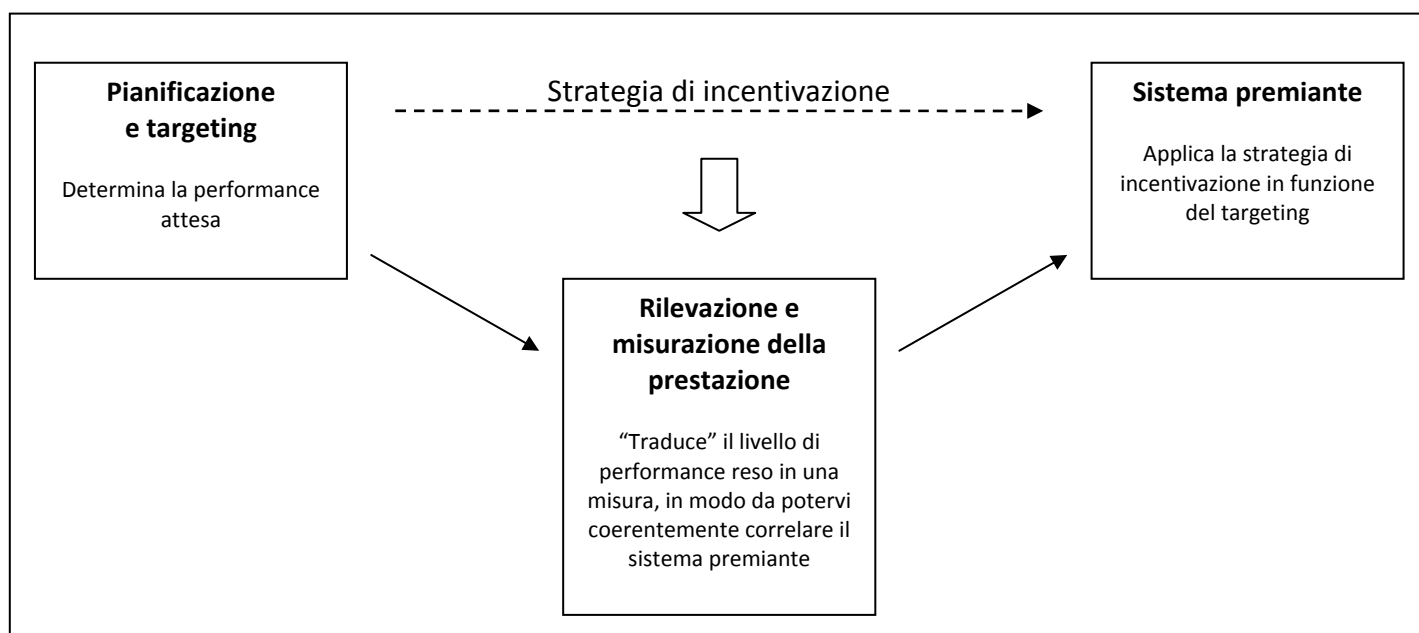 Pianificazione
e targeting
Determina la performance
attesa
Strategia di incentivazione
Sistema premiante
Applica la strategia di
incentivazione in funzione
del targeting
Rilevazione e
misurazione della
prestazione
“Traduce” il livello di
performance reso in una
misura, in modo da potervi
coerentemente correlare il
sistema premiante